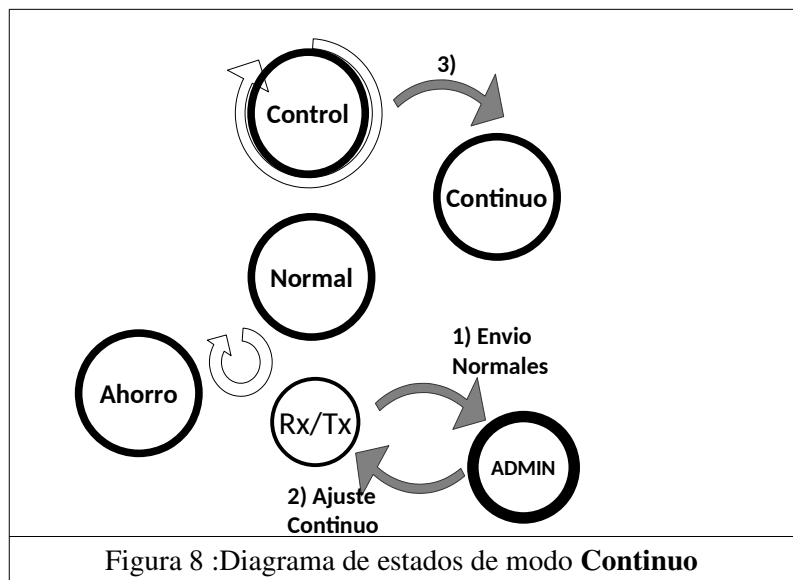 3)
Control
Continuo
Normal
1) Envio
Normales
Ahorro
Rx/Tx
ADMIN
2) Ajuste
Continuo
Figura 8 :Diagrama de estados de modo Continuo